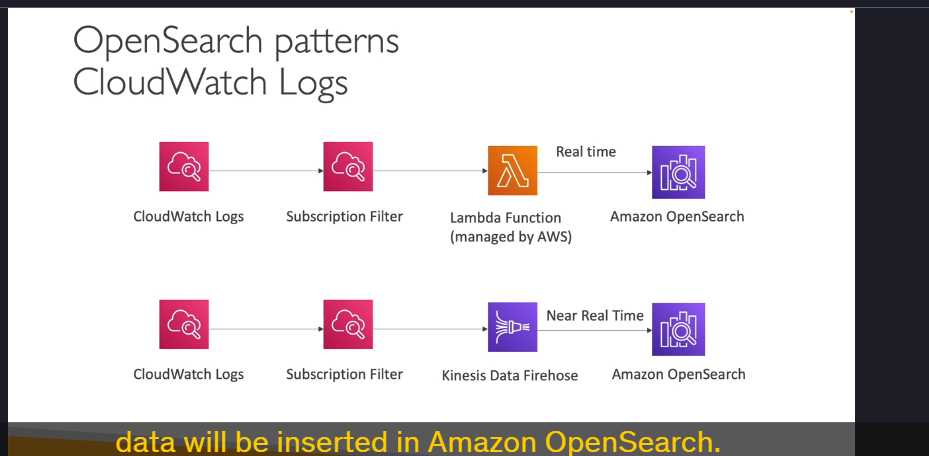 OpenSearch patterns
CloudWatch Logs
Real time
CloudWatch Logs
Subscription Filter
Lambda Function
(managed by AWS)
Amazon OpenSearch
Near Real Time
CloudWatch Logs
Subscription Filter
Kinesis Data Firehose
Amazon OpenSearch
data will be inserted in Amazon OpenSearch.